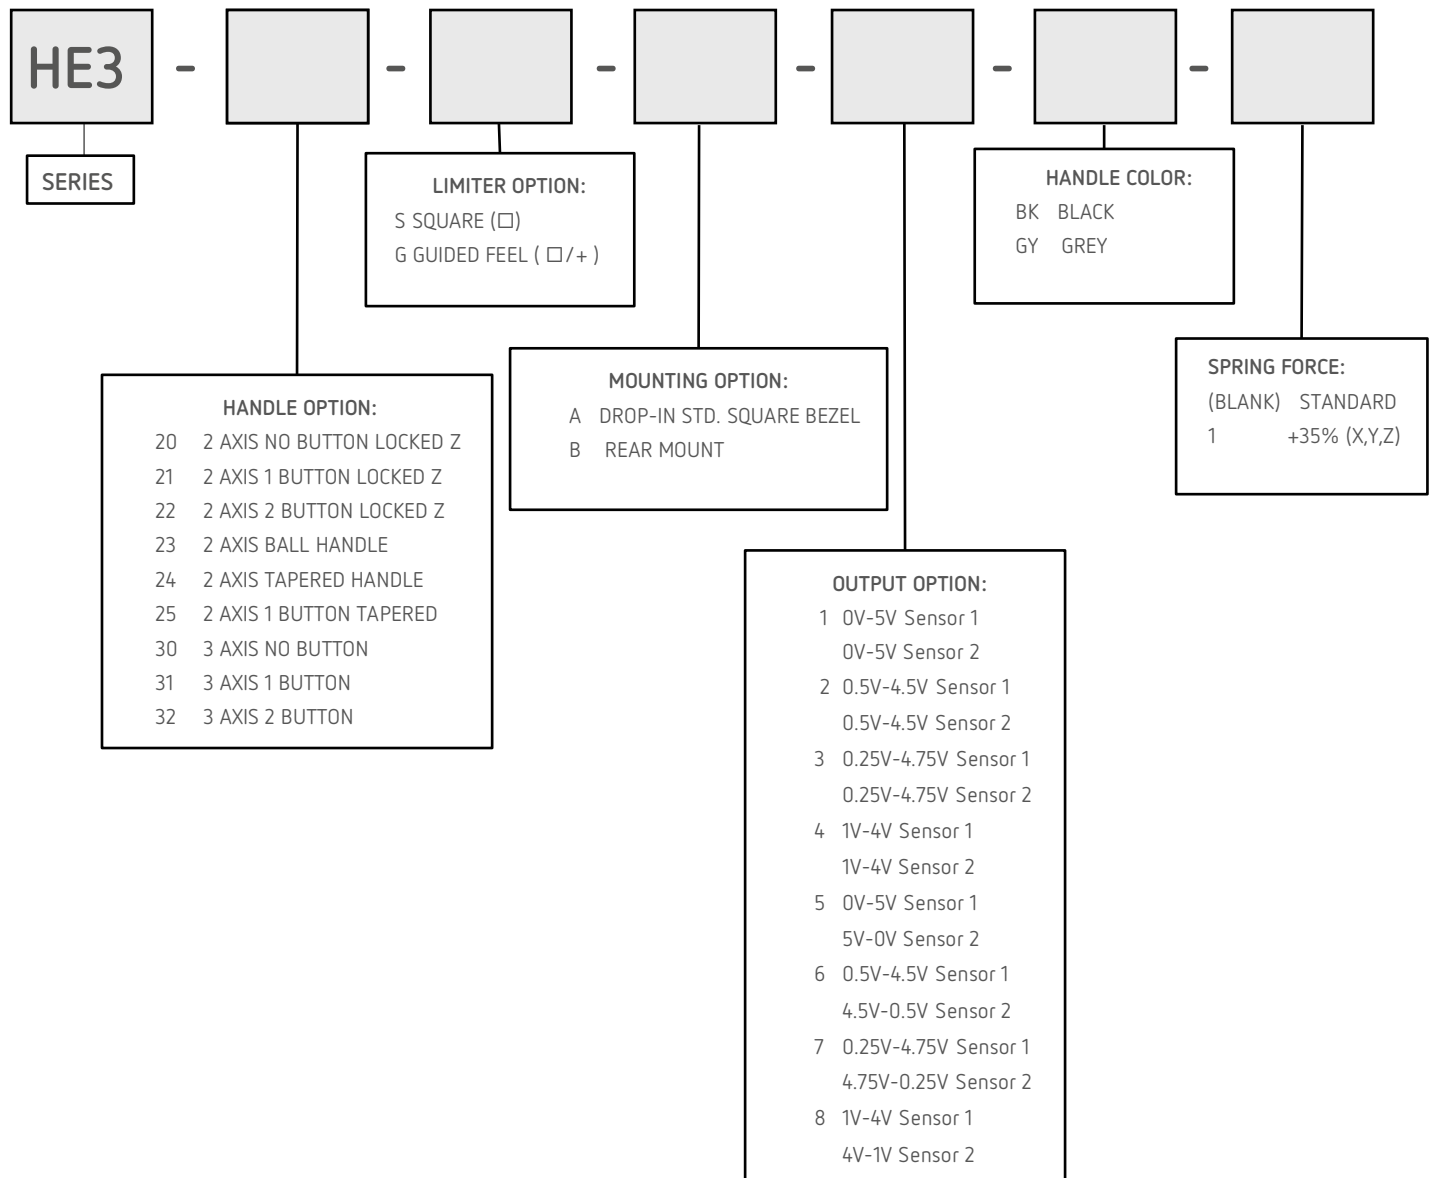 HE3 - - - - - -
SERIES
LIMITER OPTION:
S SQUARE (□)
G GUIDED FEEL ( □/+ )
HANDLE COLOR:
BK BLACK
GY GREY
SPRING FORCE:
(BLANK) STANDARD
1 +35% (X,Y,Z)
MOUNTING OPTION:
A DROP-IN STD. SQUARE BEZEL
B REAR MOUNT
HANDLE OPTION:
20 2 AXIS NO BUTTON LOCKED Z
21 2 AXIS 1 BUTTON LOCKED Z
22 2 AXIS 2 BUTTON LOCKED Z
23 2 AXIS BALL HANDLE
24 2 AXIS TAPERED HANDLE
25 2 AXIS 1 BUTTON TAPERED
30 3 AXIS NO BUTTON
31 3 AXIS 1 BUTTON
32 3 AXIS 2 BUTTON
OUTPUT OPTION:
1 0V-5V Sensor 1
0V-5V Sensor 2
2 0.5V-4.5V Sensor 1
0.5V-4.5V Sensor 2
3 0.25V-4.75V Sensor 1
0.25V-4.75V Sensor 2
4 1V-4V Sensor 1
1V-4V Sensor 2
5 0V-5V Sensor 1
5V-0V Sensor 2
6 0.5V-4.5V Sensor 1
4.5V-0.5V Sensor 2
7 0.25V-4.75V Sensor 1
4.75V-0.25V Sensor 2
8 1V-4V Sensor 1
4V-1V Sensor 2